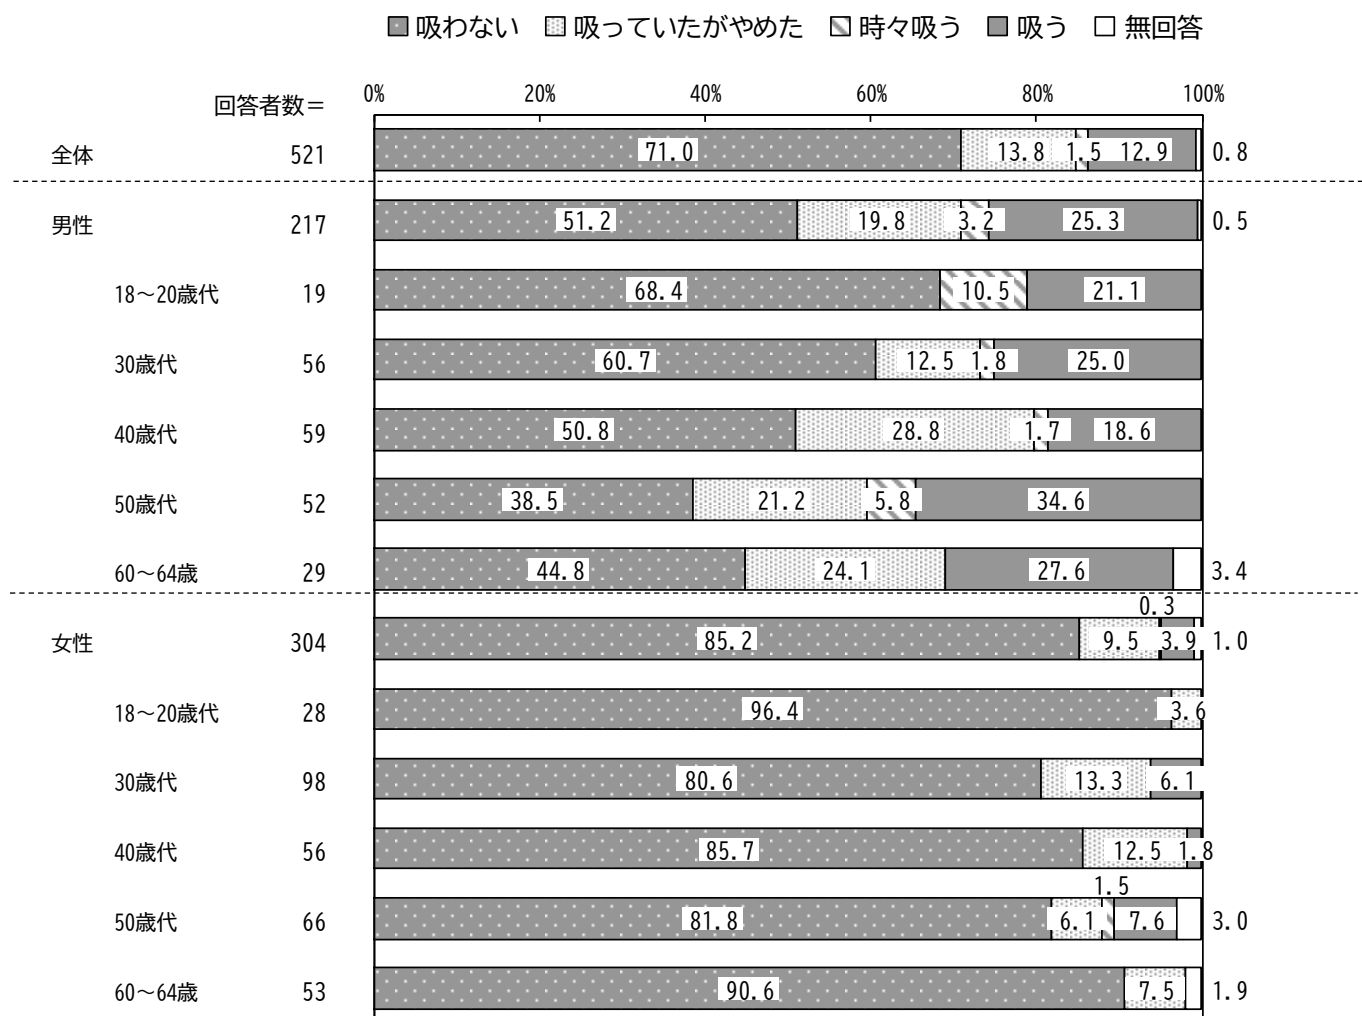 吸わない 吸っていたがやめた 時々吸う 吸う 無回答
回答者数＝ 0% 20% 40% 60% 80% 100%
全体 521 71.0 13.8 1.5 12.9 0.8
男性 217 51.2 19.8 3.2 25.3 0.5
18～20歳代 19 68.4 10.5 21.1
30歳代 56 60.7 12.5 1.8 25.0
40歳代 59 50.8 28.8 1.7 18.6
50歳代 52 38.5 21.2 5.8 34.6
60～64歳 29 44.8 24.1 27.6 3.4
0.3
女性 304 85.2 9.5 3.9 1.0
18～20歳代 28 96.4 3.6
30歳代 98 80.6 13.3 6.1
40歳代 56 85.7 12.5 1.8
1.5
50歳代 66 81.8 6.1 7.6 3.0
60～64歳 53 90.6 7.5 1.9